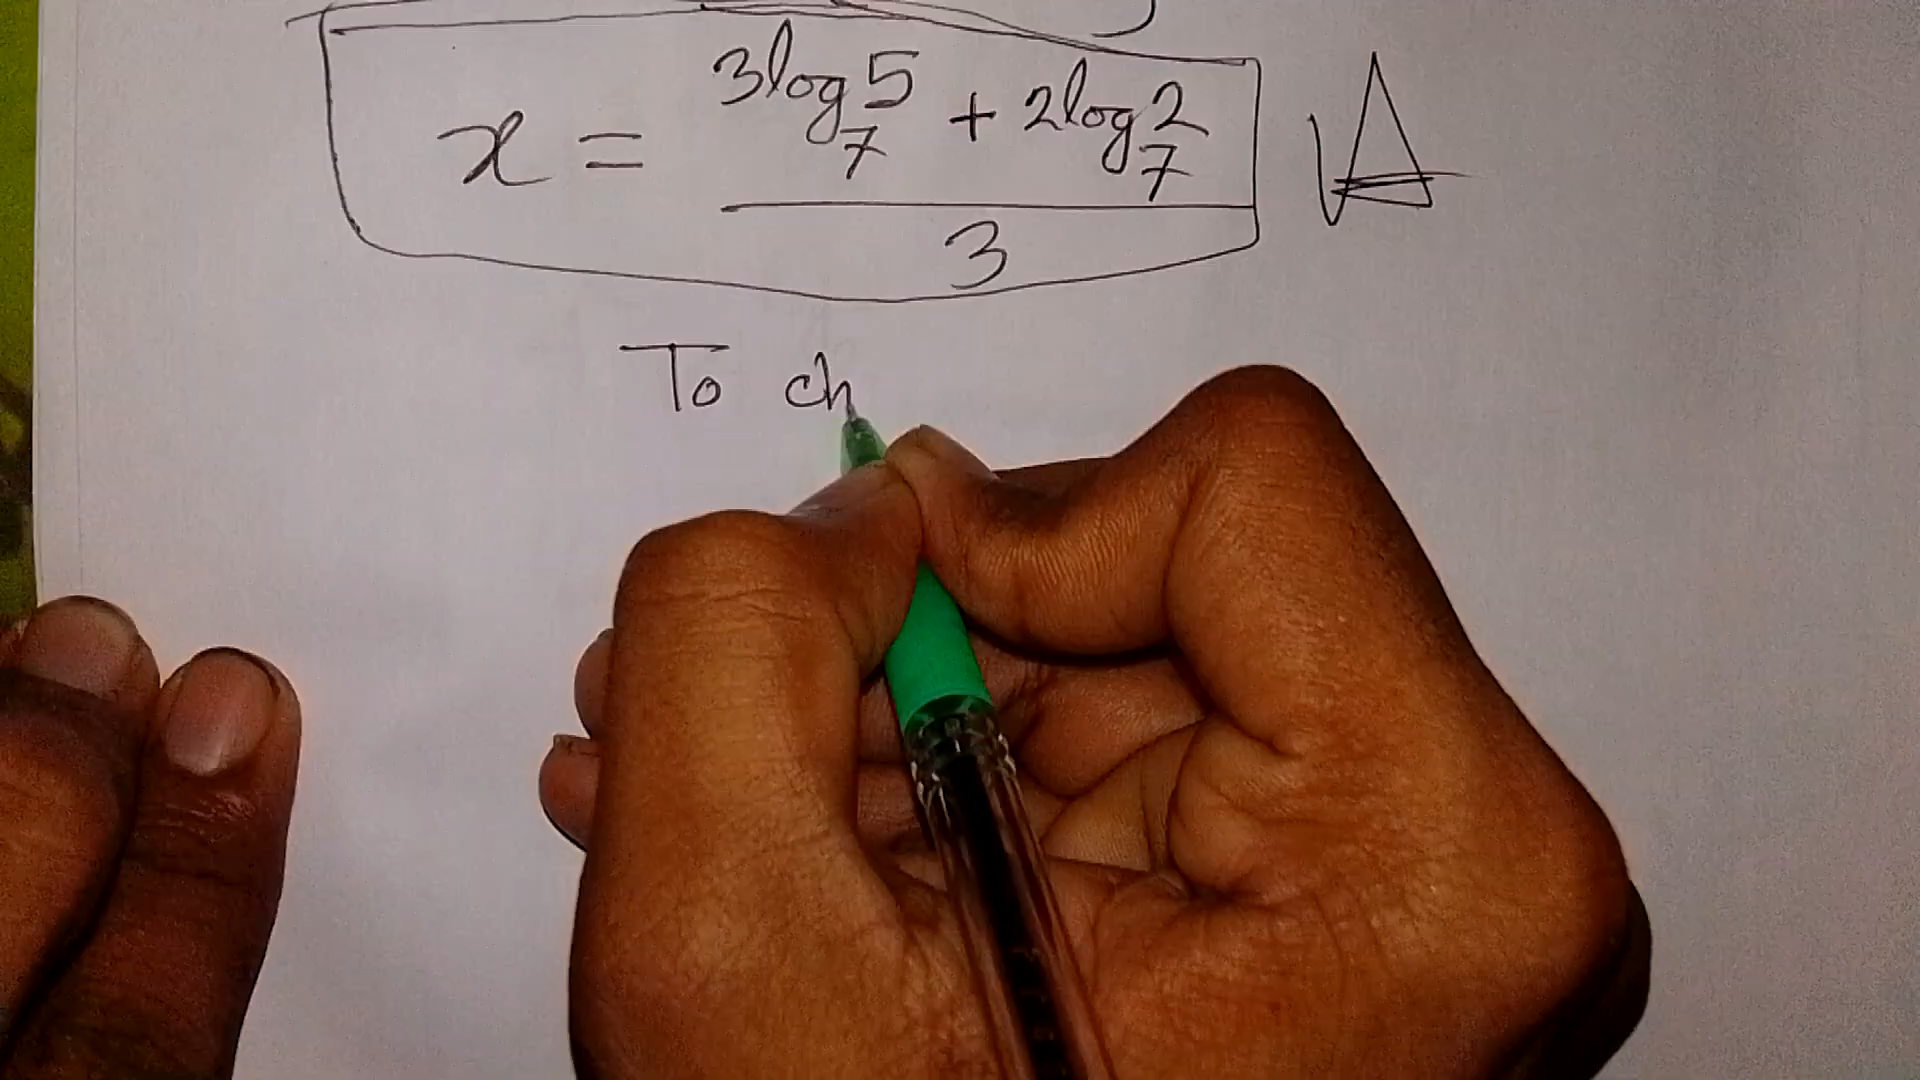 x = (3log₇5 + 2log₇2) / 3
To ch